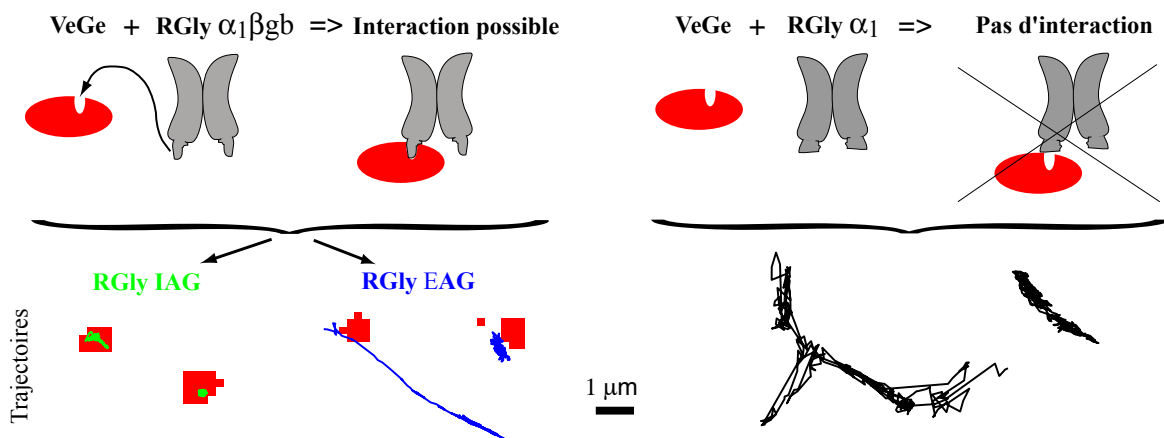 VeGe + RGly α₁βgb => Interaction possible
VeGe + RGly α₁ => Pas d'interaction
RGly IAG
RGly EAG
Trajectoires
1 μm